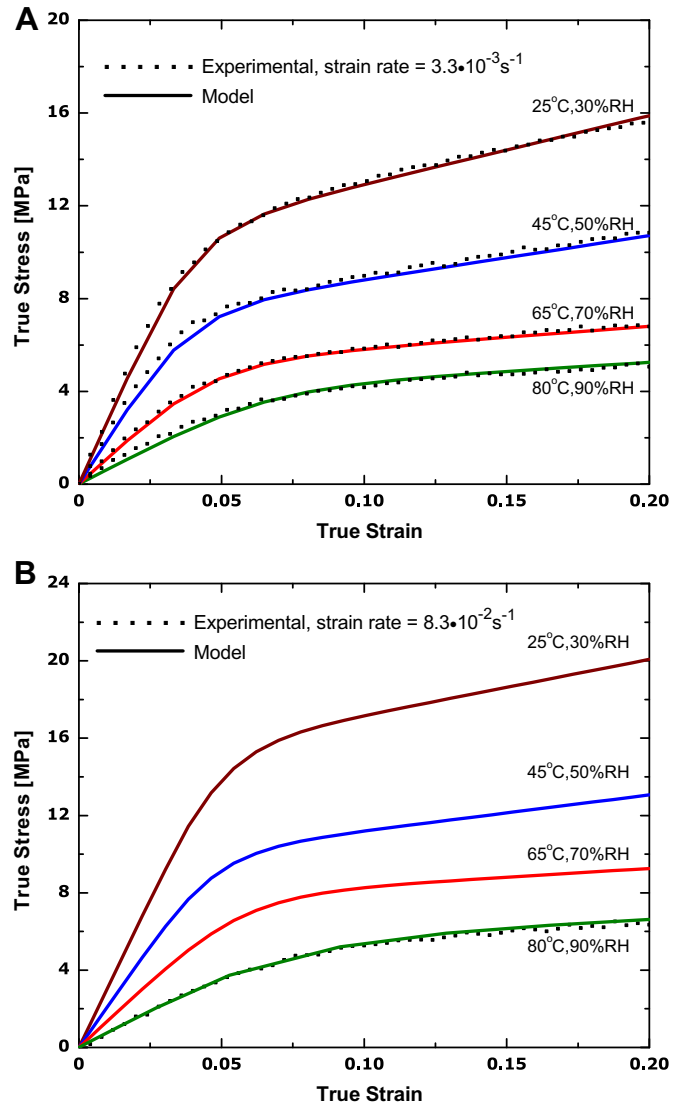 A
20
16
12
8
4
0
True Stress [MPa]
Experimental, strain rate = 3.3•10⁻³s⁻¹
Model
25°C,30%RH
45°C,50%RH
65°C,70%RH
80°C,90%RH
0
0.05
0.10
0.15
0.20
True Strain
B
24
20
16
12
8
4
0
True Stress [MPa]
Experimental, strain rate = 8.3•10⁻²s⁻¹
Model
25°C,30%RH
45°C,50%RH
65°C,70%RH
80°C,90%RH
0
0.05
0.10
0.15
0.20
True Strain